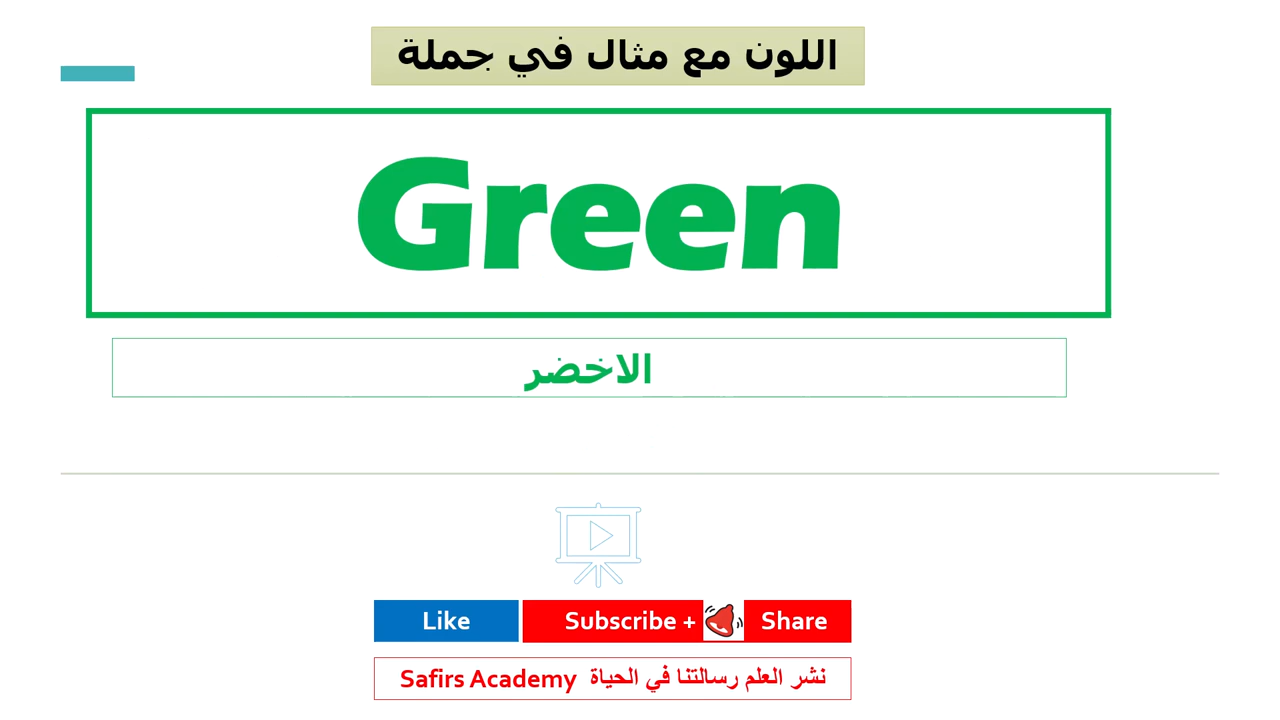 اللون مع مثال في جملة
Green
الاخضر
Like Subscribe + Share
نشر العلم رسالتنا في الحياة Safirs Academy